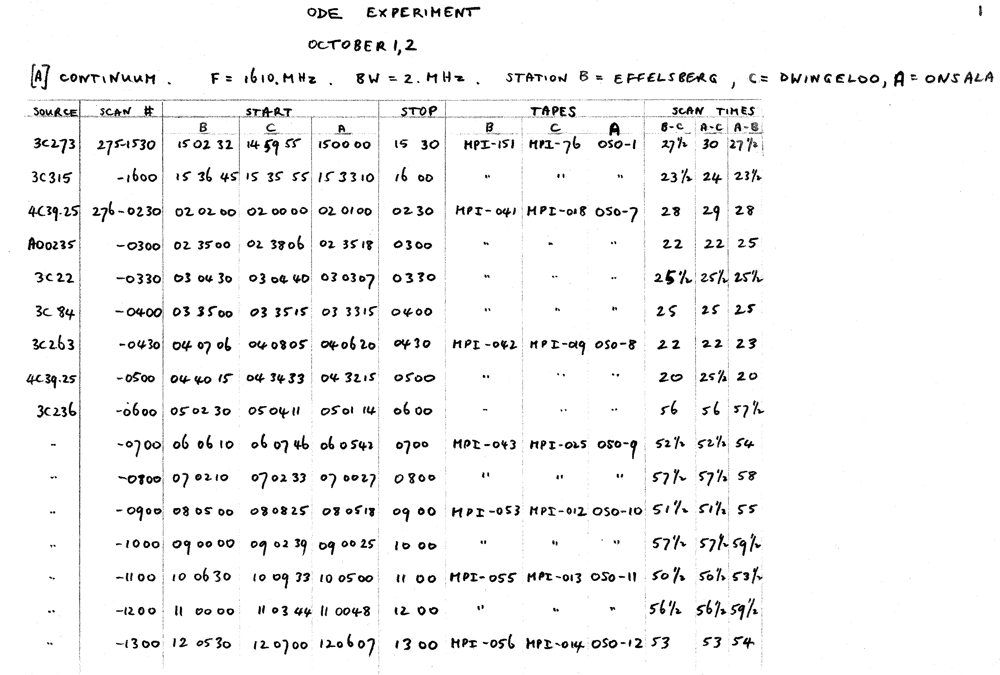 1
ODE EXPERIMENT
OCTOBER 1,2
[A] CONTINUUM. F = 1610.MHz. BW = 2.MHz. STATION B = EFFELSBERG, C = DWINGELOO, A = ONSALA
SOURCE SCAN # START STOP TAPES SCAN TIMES
B C A B C A B-C A-C A-B
3C273 275-1530 15 02 32 14 59 55 15 00 00 15 30 MPI-151 MPI-76 OSO-1 27½ 30 27½
3C315 -1600 15 36 45 15 35 55 15 33 10 16 00 " " " 23½ 24 23½
4C39.25 276-0230 02 02 00 02 00 00 02 01 00 02 30 MPI-041 MPI-018 OSO-7 28 29 28
AO0235 -0300 02 35 00 02 38 06 02 35 18 03 00 " " " 22 22 25
3C22 -0330 03 04 30 03 04 40 03 03 07 03 30 " " " 25½ 25½ 25½
3C 84 -0400 03 35 00 03 35 15 03 33 15 04 00 " " " 25 25 25
3C263 -0430 04 07 06 04 08 05 04 06 20 04 30 MPI-042 MPI-019 OSO-8 22 22 23
4C39.25 -0500 04 40 15 04 34 33 04 32 15 05 00 " " " 20 25½ 20
3C236 -0600 05 02 30 05 04 11 05 01 14 06 00 " " " 56 56 57½
" -0700 06 06 10 06 07 46 06 05 42 07 00 MPI-043 MPI-025 OSO-9 52½ 52½ 54
" -0800 07 02 10 07 02 33 07 00 27 08 00 " " " 57½ 57½ 58
" -0900 08 05 00 08 08 25 08 05 18 09 00 MPI-053 MPI-012 OSO-10 51½ 51½ 55
" -1000 09 00 00 09 02 39 09 00 25 10 00 " " " 57½ 57½ 59½
" -1100 10 06 30 10 09 33 10 05 00 11 00 MPI-055 MPI-013 OSO-11 50½ 50½ 53½
" -1200 11 00 00 11 03 44 11 00 48 12 00 " " " 56½ 56½ 59½
" -1300 12 05 30 12 07 00 12 06 07 13 00 MPI-056 MPI-014 OSO-12 53 53 54